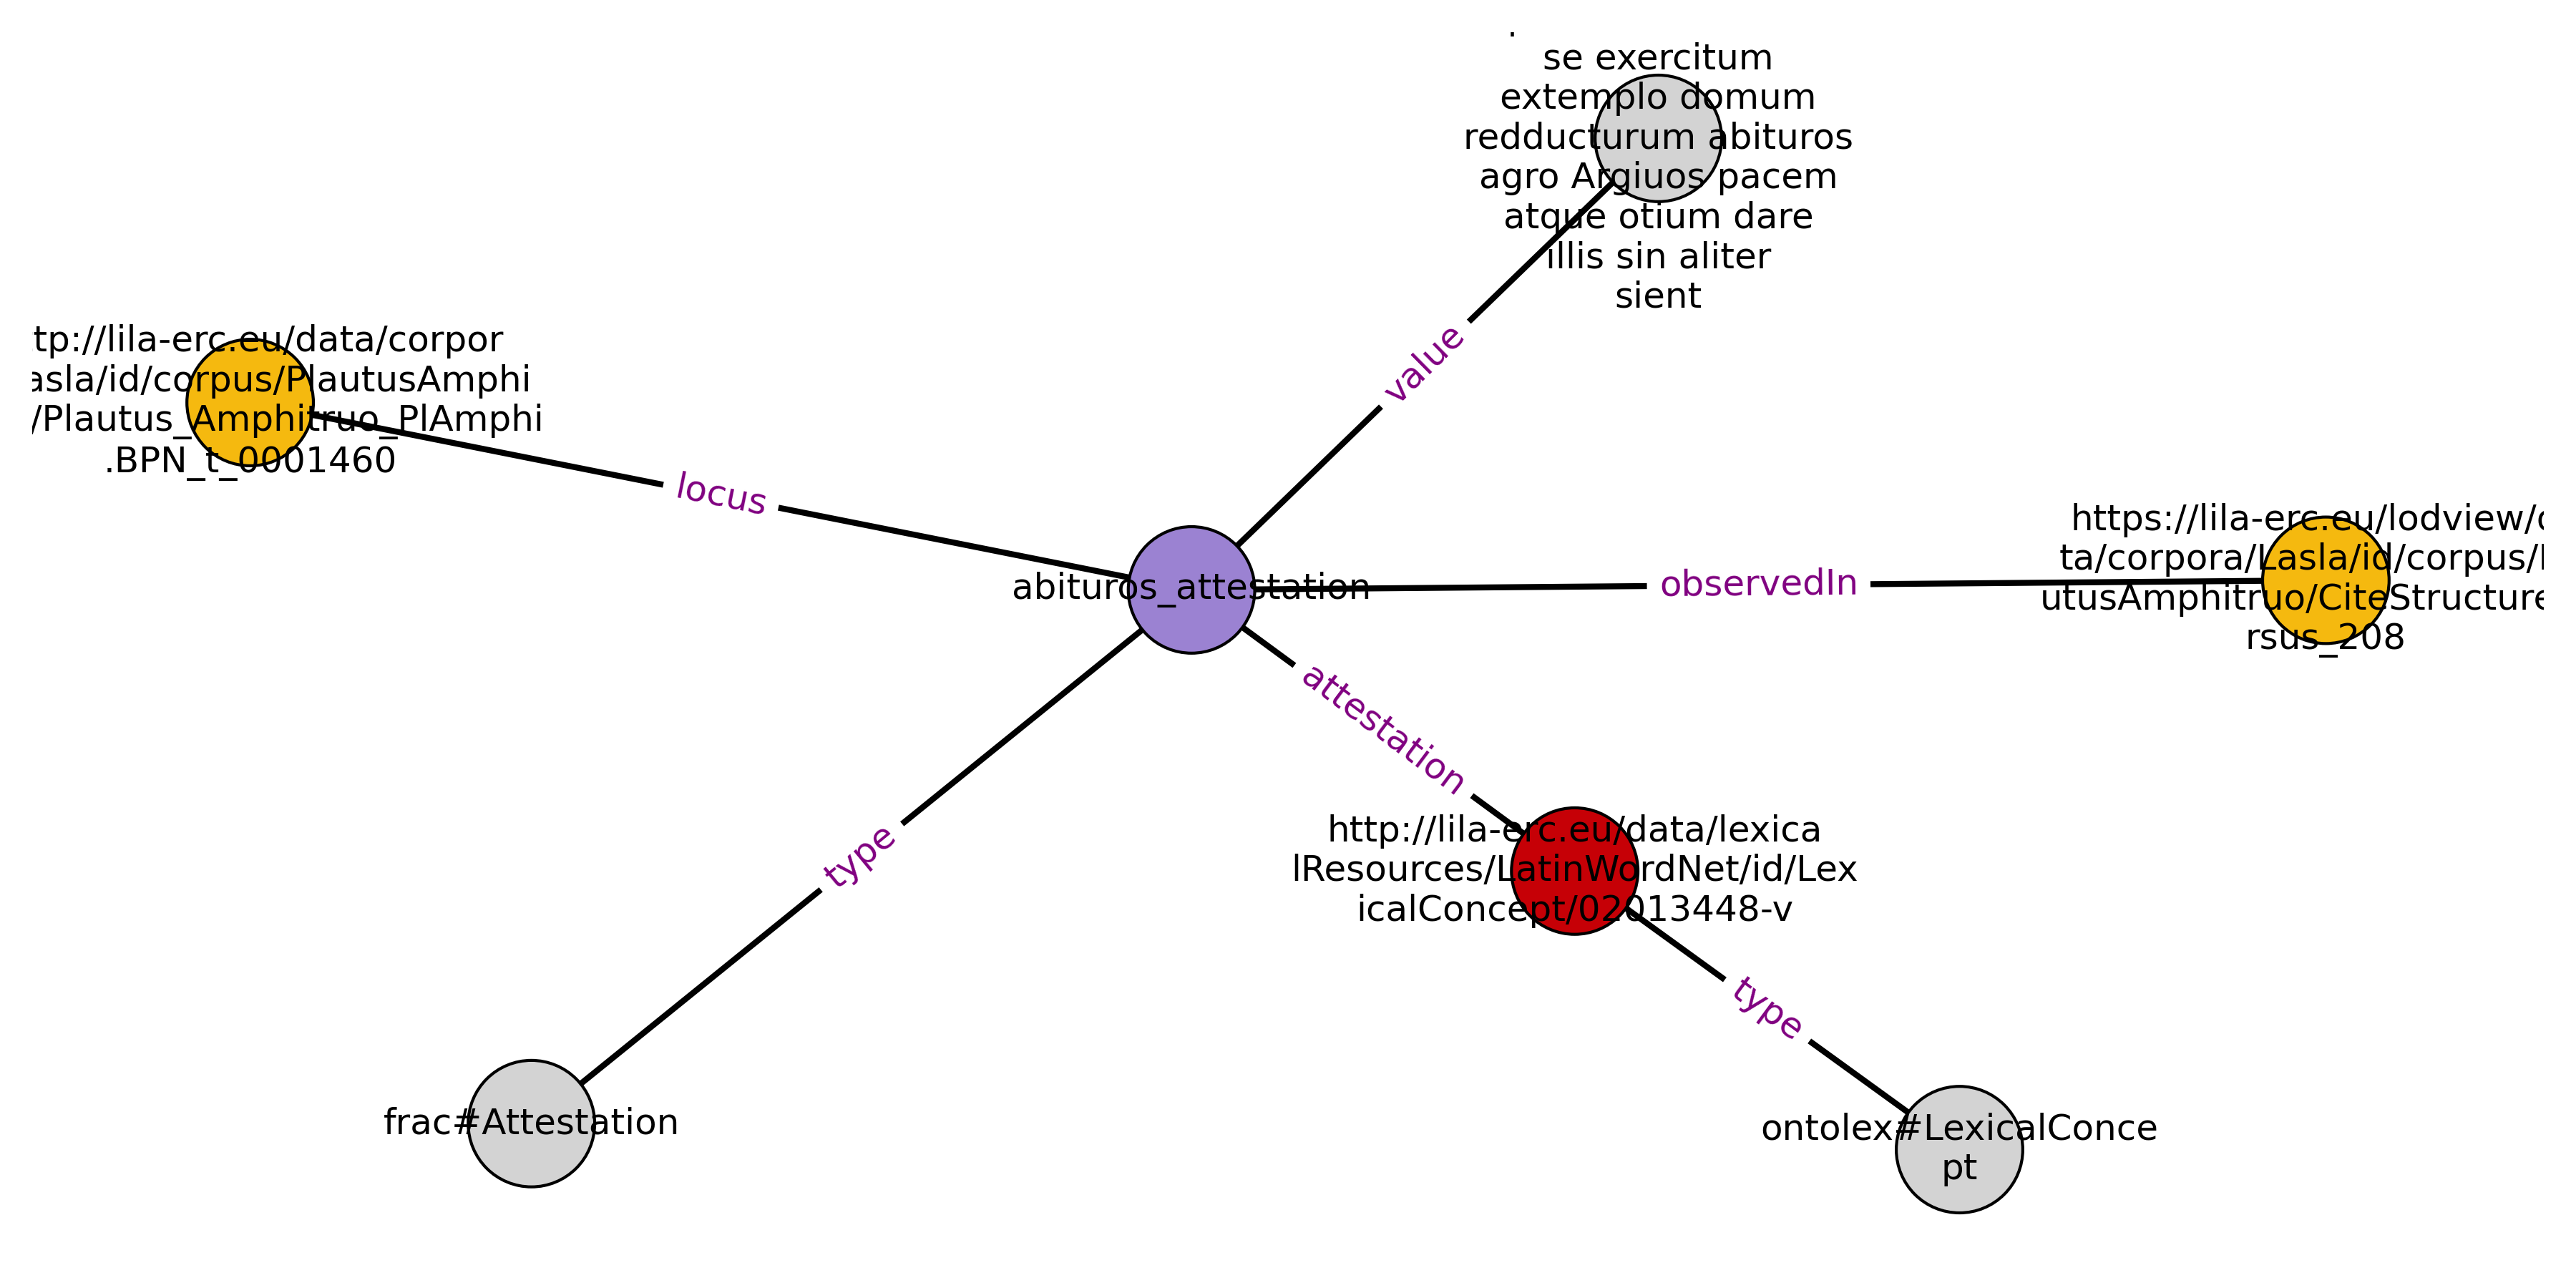 .
se exercitum
extemplo domum
redducturum abituros
agro Argiuos pacem
atque otium dare
illis sin aliter
sient
value
tp://lila-erc.eu/data/corpor
asla/id/corpus/PlautusAmphi
/Plautus_Amphitruo_PlAmphi
.BPN_t_0001460
locus
https://lila-erc.eu/lodview/
ta/corpora/Lasla/id/corpus/
utusAmphitruo/CiteStructure
rsus_208
observedIn
abituros_attestation
attestation
http://lila-erc.eu/data/lexica
lResources/LatinWordNet/id/Lex
icalConcept/02013448-v
type
type
frac#Attestation
ontolex#LexicalConce
pt